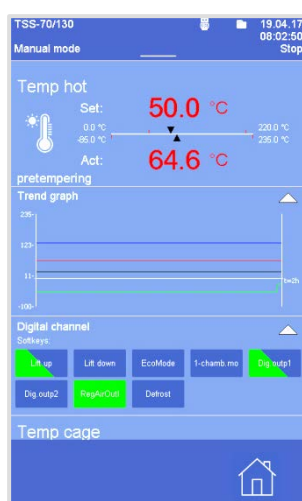 TSS-70/130
19.04.17
08:02:50
Manual mode
Stop
Temp hot
Set: 50.0 °C
0.0 °C
220.0 °C
-85.0 °C
235.0 °C
Act: 64.6 °C
pretempering
Trend graph
235-
123-
11-
-100-
t=2h
Digital channel
Softkeys:
Lift up
Lift down
EcoMode
1-chamb.mo
Dig.outp1
Dig.outp2
RegAirOutl
Defrost
Temp cage